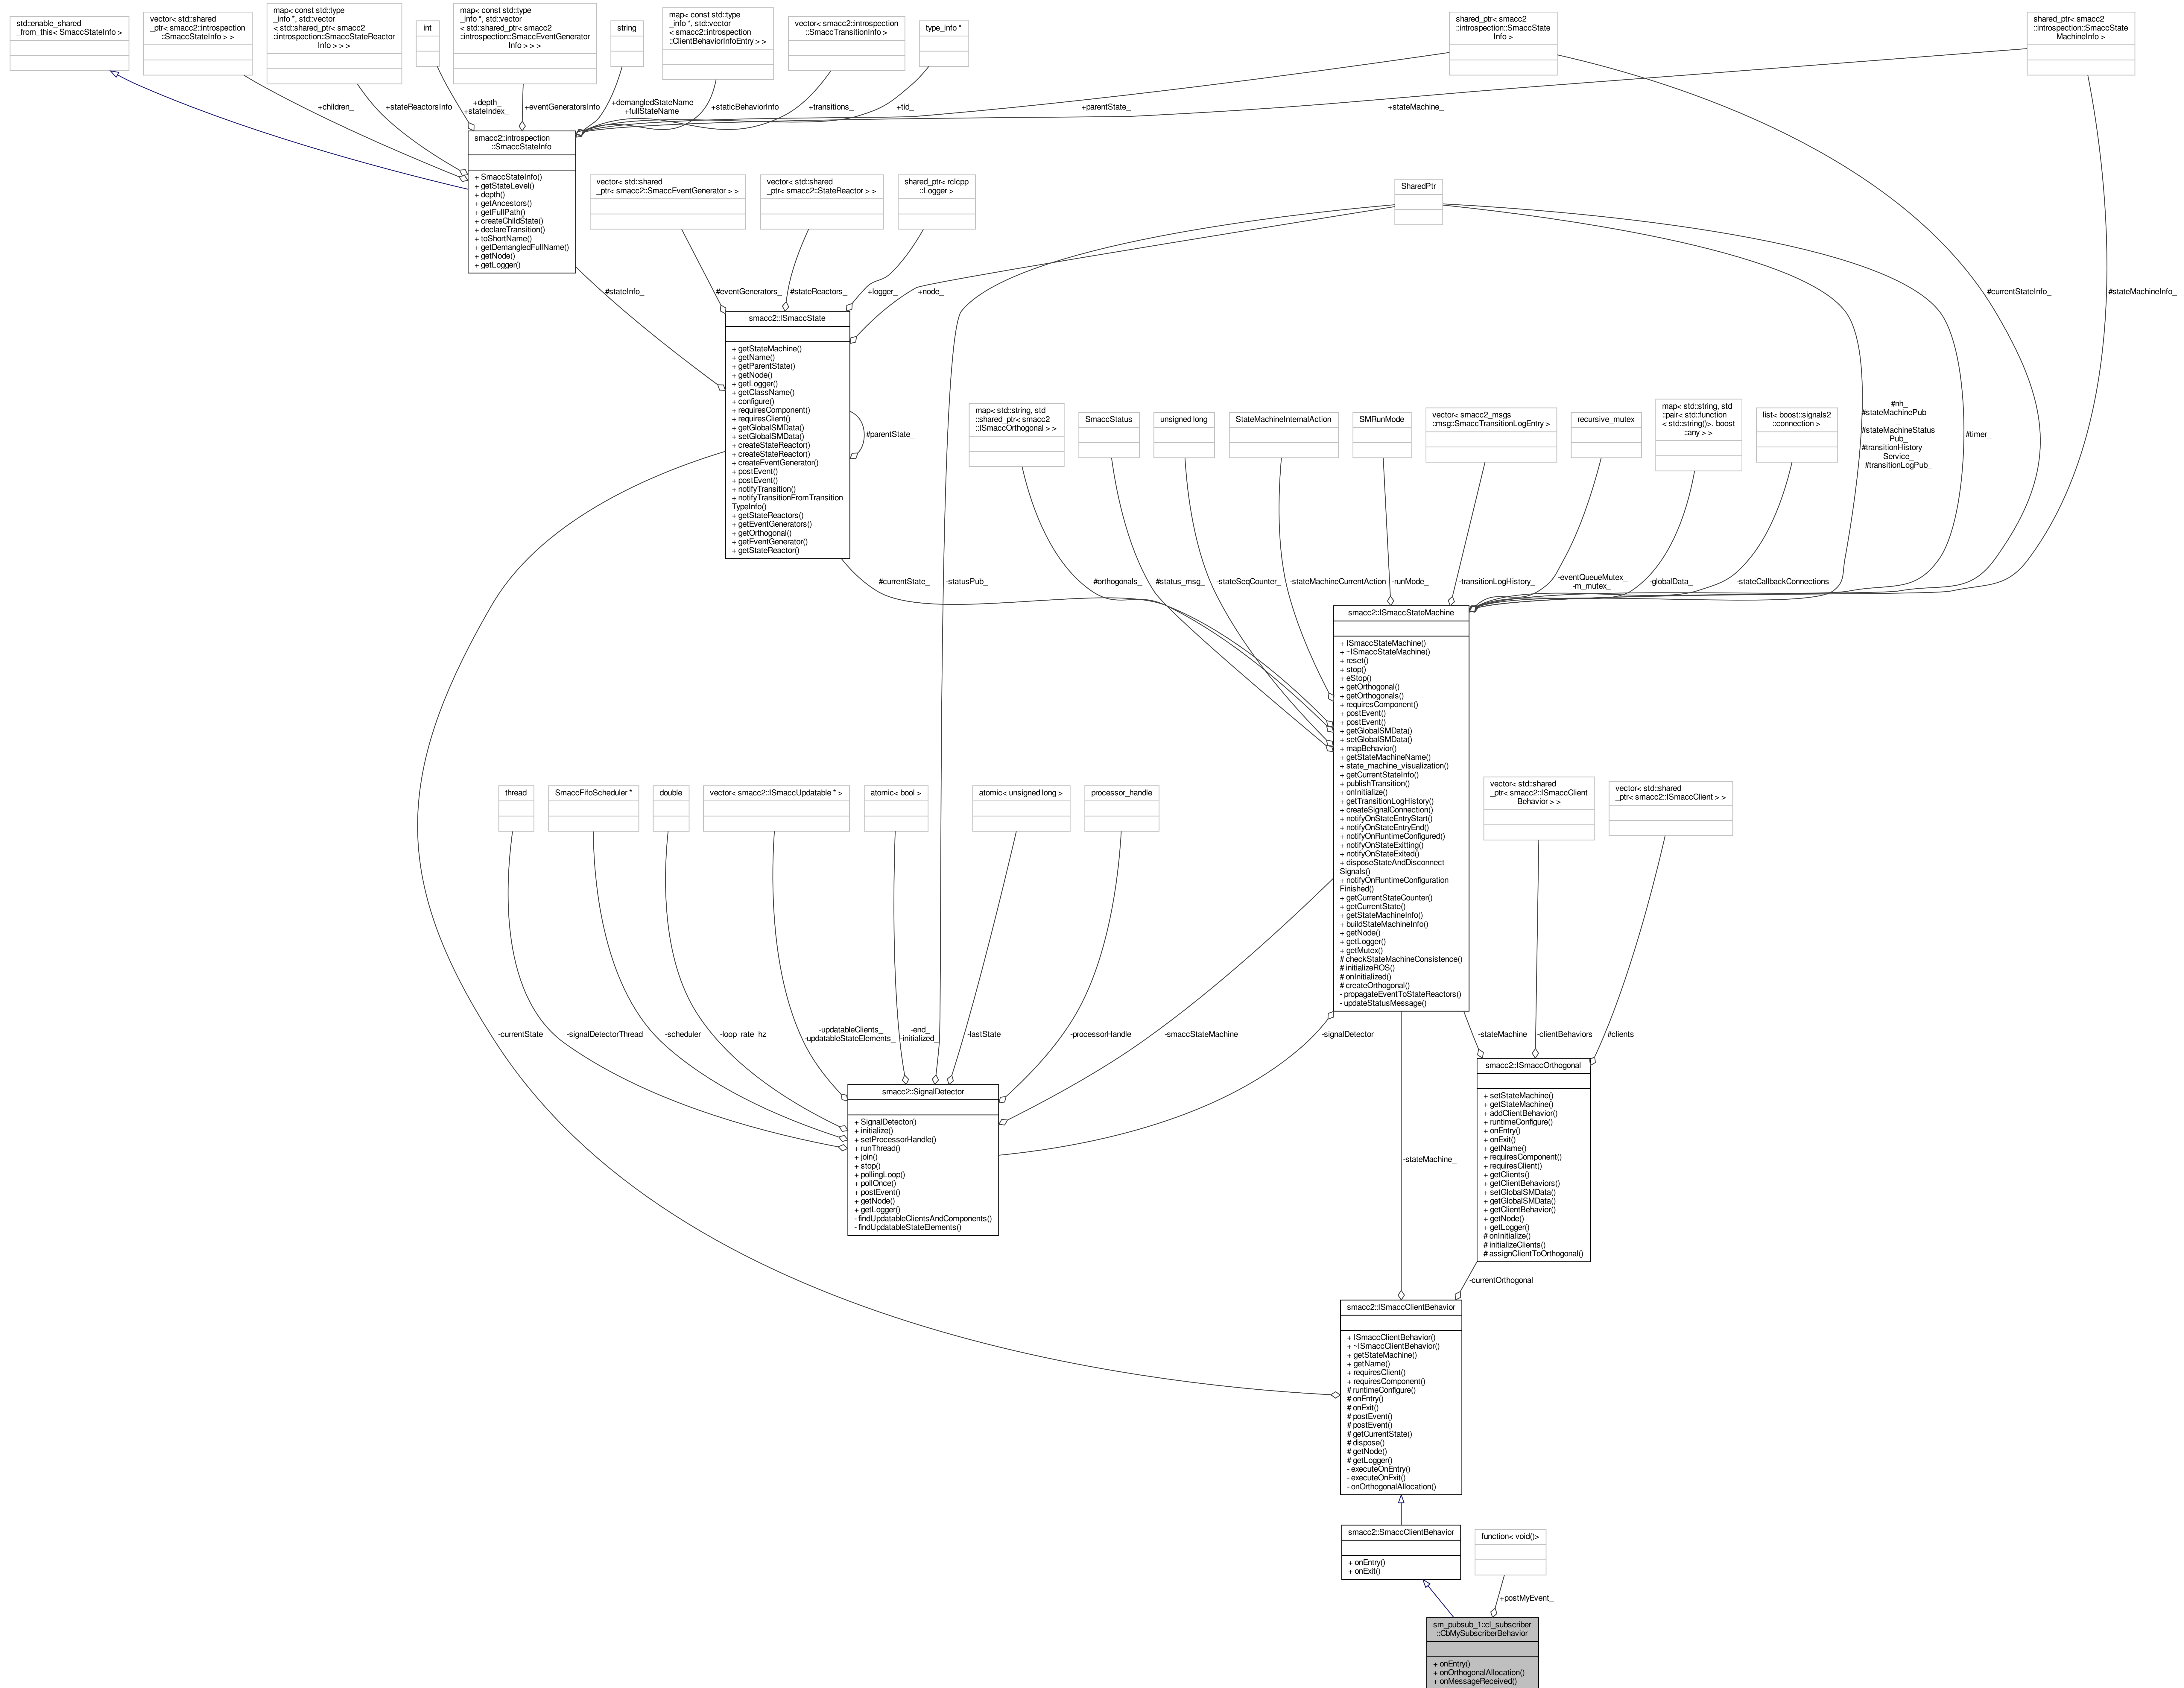 std::enable_shared
_from_this< SmaccStateInfo >
vector< std::shared
_ptr< smacc2::introspection
::SmaccStateInfo > >
map< const std::type
_info *, std::vector
< std::shared_ptr< smacc2
::introspection::SmaccStateReactor
Info > > >
int
map< const std::type
_info *, std::vector
< std::shared_ptr< smacc2
::introspection::SmaccEventGenerator
Info > > >
string
map< const std::type
_info *, std::vector
< smacc2::introspection
::ClientBehaviorInfoEntry > >
vector< smacc2::introspection
::SmaccTransitionInfo >
type_info *
shared_ptr< smacc2
::introspection::SmaccState
Info >
shared_ptr< smacc2
::introspection::SmaccState
MachineInfo >
+children_
+stateReactorsInfo
+depth_
+stateIndex_
+eventGeneratorsInfo
+demangledStateName
+fullStateName
+staticBehaviorInfo
+transitions_
+tid_
+parentState_
+stateMachine_
smacc2::introspection
::SmaccStateInfo
+ SmaccStateInfo()
+ getStateLevel()
+ depth()
+ getAncestors()
+ getFullPath()
+ createChildState()
+ declareTransition()
+ toShortName()
+ getDemangledFullName()
+ getNode()
+ getLogger()
vector< std::shared
_ptr< smacc2::SmaccEventGenerator > >
vector< std::shared
_ptr< smacc2::StateReactor > >
shared_ptr< rclcpp
::Logger >
SharedPtr
#stateInfo_
#eventGenerators_
#stateReactors_
+logger_
+node_
#currentStateInfo_
#stateMachineInfo_
smacc2::ISmaccState
+ getStateMachine()
+ getName()
+ getParentState()
+ getNode()
+ getLogger()
+ getClassName()
+ configure()
+ requiresComponent()
+ requiresClient()
+ getGlobalSMData()
+ setGlobalSMData()
+ createStateReactor()
+ createStateReactor()
+ createEventGenerator()
+ postEvent()
+ postEvent()
+ notifyTransition()
+ notifyTransitionFromTransition
TypeInfo()
+ getStateReactors()
+ getEventGenerators()
+ getOrthogonal()
+ getEventGenerator()
+ getStateReactor()
#parentState_
map< std::string, std
::shared_ptr< smacc2
::ISmaccOrthogonal > >
SmaccStatus
unsigned long
StateMachineInternalAction
SMRunMode
vector< smacc2_msgs
::msg::SmaccTransitionLogEntry >
recursive_mutex
map< std::string, std
::pair< std::function
< std::string()>, boost
::any > >
list< boost::signals2
::connection >
#nh_
#stateMachinePub
_
#stateMachineStatus
Pub_
#transitionHistory
Service_
#transitionLogPub_
#timer_
#currentState_
-statusPub_
#orthogonals_
#status_msg_
-stateSeqCounter_
-stateMachineCurrentAction
-runMode_
-transitionLogHistory_
-eventQueueMutex_
-m_mutex_
-globalData_
-stateCallbackConnections
smacc2::ISmaccStateMachine
+ ISmaccStateMachine()
+ ~ISmaccStateMachine()
+ reset()
+ stop()
+ eStop()
+ getOrthogonal()
+ getOrthogonals()
+ requiresComponent()
+ postEvent()
+ postEvent()
+ getGlobalSMData()
+ setGlobalSMData()
+ mapBehavior()
+ getStateMachineName()
+ state_machine_visualization()
+ getCurrentStateInfo()
+ publishTransition()
+ onInitialize()
+ getTransitionLogHistory()
+ createSignalConnection()
+ notifyOnStateEntryStart()
+ notifyOnStateEntryEnd()
+ notifyOnRuntimeConfigured()
+ notifyOnStateExitting()
+ notifyOnStateExited()
+ disposeStateAndDisconnect
Signals()
+ notifyOnRuntimeConfiguration
Finished()
+ getCurrentStateCounter()
+ getCurrentState()
+ getStateMachineInfo()
+ buildStateMachineInfo()
+ getNode()
+ getLogger()
+ getMutex()
# checkStateMachineConsistence()
# initializeROS()
# onInitialized()
# createOrthogonal()
- propagateEventToStateReactors()
- updateStatusMessage()
thread
SmaccFifoScheduler *
double
vector< smacc2::ISmaccUpdatable * >
atomic< bool >
atomic< unsigned long >
processor_handle
vector< std::shared
_ptr< smacc2::ISmaccClient
Behavior > >
vector< std::shared
_ptr< smacc2::ISmaccClient > >
-currentState
-signalDetectorThread_
-scheduler_
-loop_rate_hz
-updatableClients_
-updatableStateElements_
-end_
-initialized_
-lastState_
-processorHandle_
-smaccStateMachine_
-signalDetector_
-stateMachine_
-clientBehaviors_
#clients_
smacc2::SignalDetector
+ SignalDetector()
+ initialize()
+ setProcessorHandle()
+ runThread()
+ join()
+ stop()
+ pollingLoop()
+ pollOnce()
+ postEvent()
+ getNode()
+ getLogger()
- findUpdatableClientsAndComponents()
- findUpdatableStateElements()
smacc2::ISmaccOrthogonal
+ setStateMachine()
+ getStateMachine()
+ addClientBehavior()
+ runtimeConfigure()
+ onEntry()
+ onExit()
+ getName()
+ requiresComponent()
+ requiresClient()
+ getClients()
+ getClientBehaviors()
+ setGlobalSMData()
+ getGlobalSMData()
+ getClientBehavior()
+ getNode()
+ getLogger()
# onInitialize()
# initializeClients()
# assignClientToOrthogonal()
-stateMachine_
-currentOrthogonal
smacc2::ISmaccClientBehavior
+ ISmaccClientBehavior()
+ ~ISmaccClientBehavior()
+ getStateMachine()
+ getName()
+ requiresClient()
+ requiresComponent()
# runtimeConfigure()
# onEntry()
# onExit()
# postEvent()
# postEvent()
# getCurrentState()
# dispose()
# getNode()
# getLogger()
- executeOnEntry()
- executeOnExit()
- onOrthogonalAllocation()
smacc2::SmaccClientBehavior
+ onEntry()
+ onExit()
function< void()>
+postMyEvent_
sm_pubsub_1::cl_subscriber
::CbMySubscriberBehavior
+ onEntry()
+ onOrthogonalAllocation()
+ onMessageReceived()